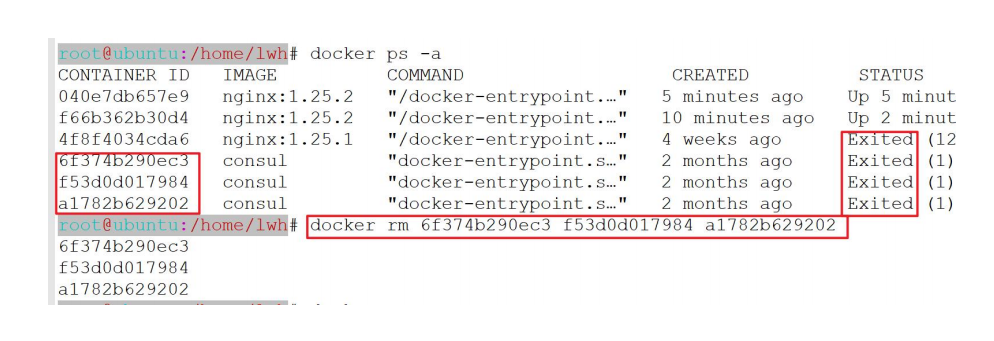 root@ubuntu:/home/lwh# docker ps -a
CONTAINER ID IMAGE COMMAND CREATED STATUS
040e7db657e9 nginx:1.25.2 "/docker-entrypoint.…" 5 minutes ago Up 5 minut
f66b362b30d4 nginx:1.25.2 "/docker-entrypoint.…" 10 minutes ago Up 2 minut
4f8f4034cda6 nginx:1.25.1 "/docker-entrypoint.…" 4 weeks ago Exited (12
6f374b290ec3 consul "docker-entrypoint.s…" 2 months ago Exited (1)
f53d0d017984 consul "docker-entrypoint.s…" 2 months ago Exited (1)
a1782b629202 consul "docker-entrypoint.s…" 2 months ago Exited (1)
root@ubuntu:/home/lwh# docker rm 6f374b290ec3 f53d0d017984 a1782b629202
6f374b290ec3
f53d0d017984
a1782b629202